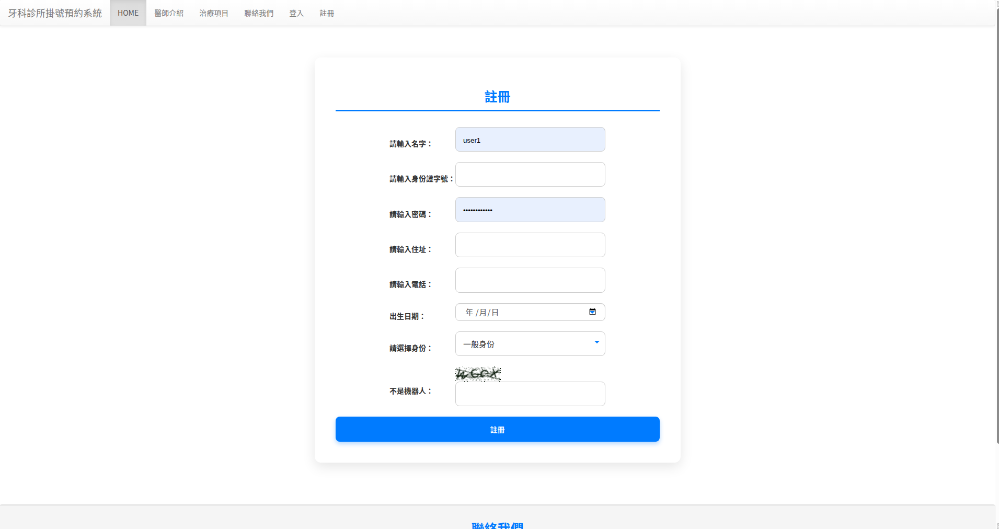 牙科診所掛號預約系統 HOME 醫師介紹 治療項目 聯絡我們 登入 註冊
註冊
請輸入名字： user1
請輸入身份證字號：
請輸入密碼： ••••••••••••
請輸入住址：
請輸入電話：
出生日期： 年 /月/日
請選擇身份： 一般身份
不是機器人：
註冊
聯絡我們